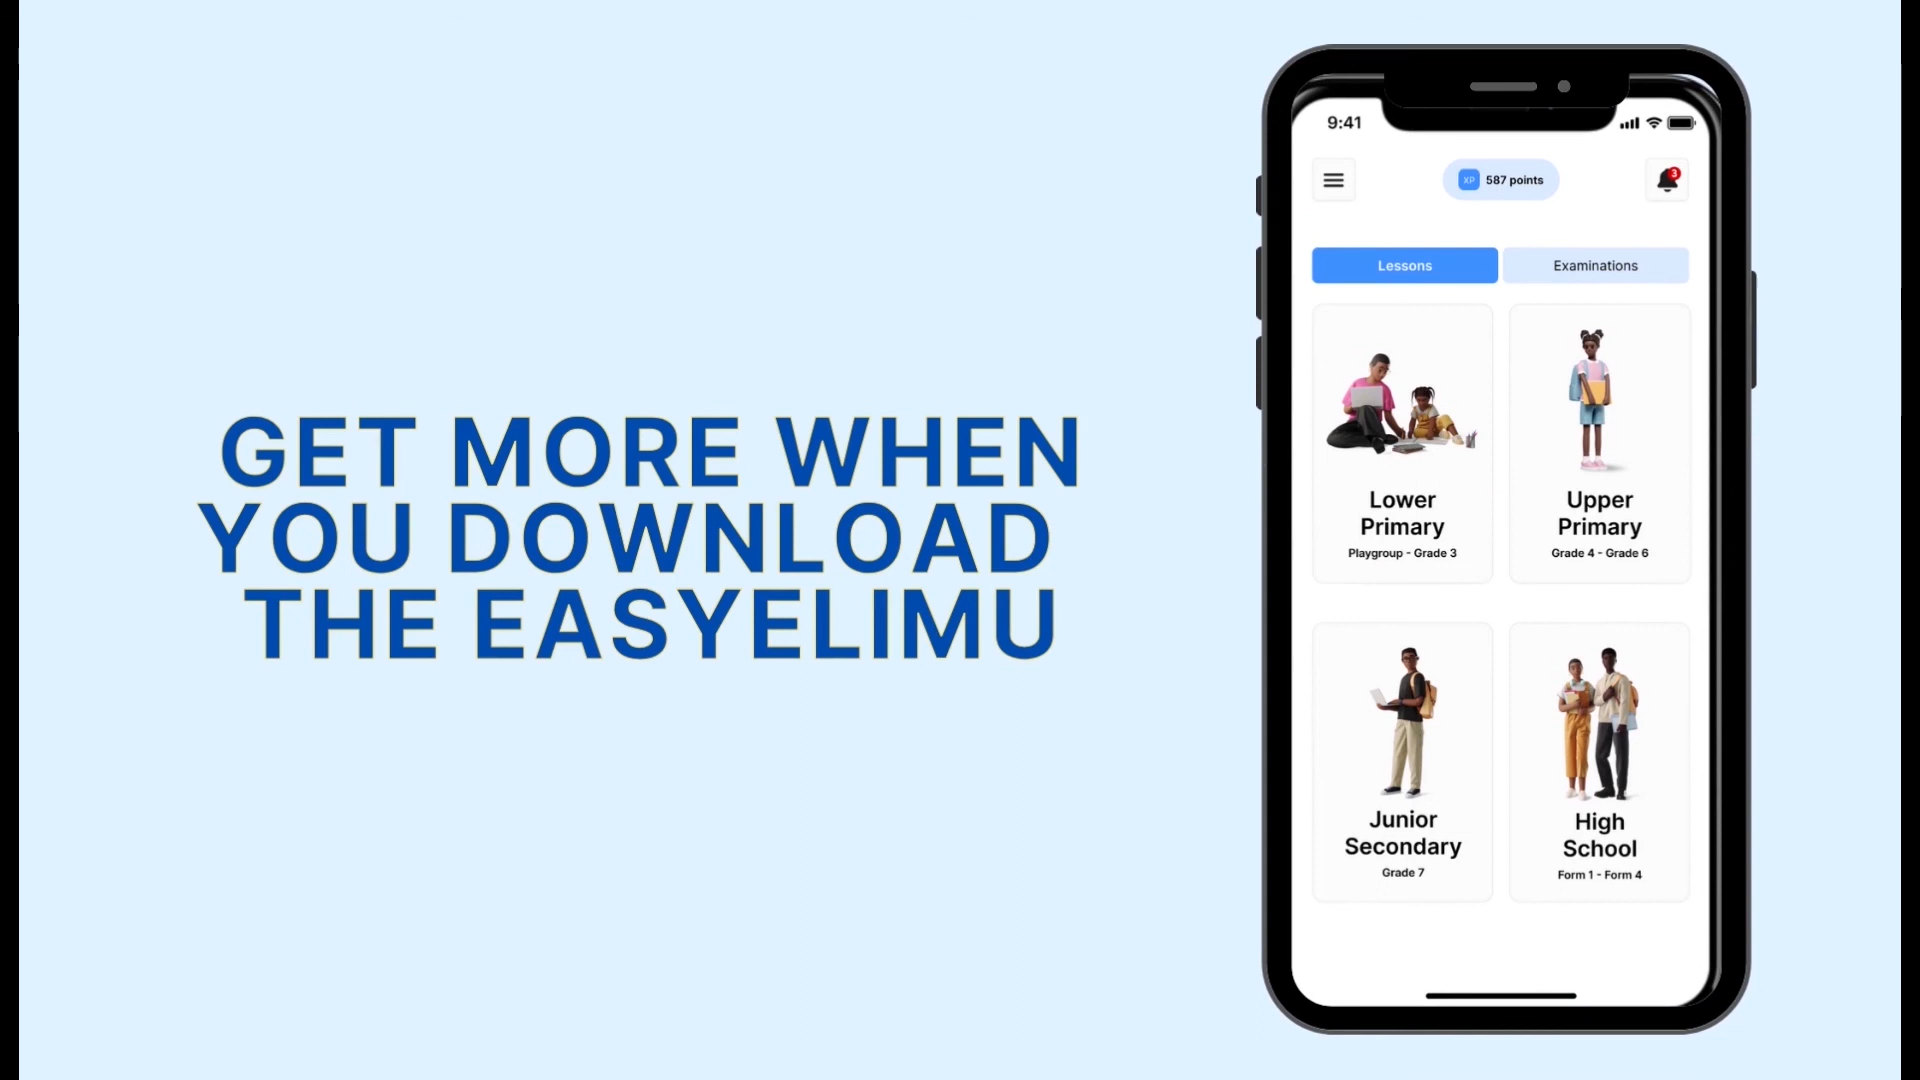 GET MORE WHEN
YOU DOWNLOAD
THE EASYELIMU
9:41
XP 587 points
3
Lessons
Examinations
Lower
Primary
Playgroup - Grade 3
Upper
Primary
Grade 4 - Grade 6
Junior
Secondary
Grade 7
High
School
Form 1 - Form 4